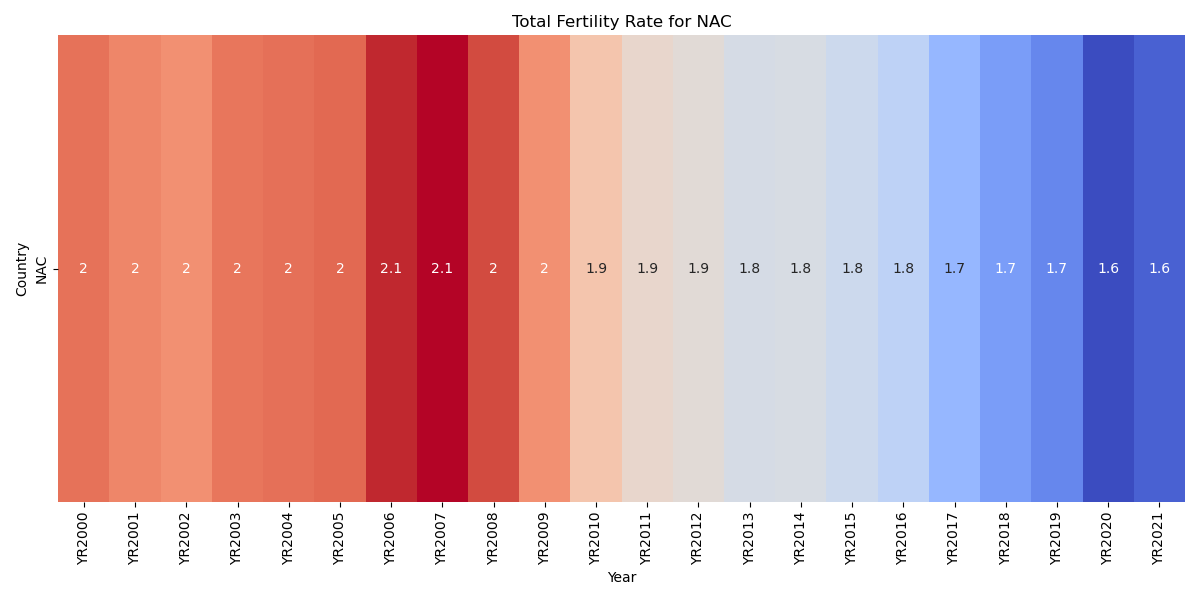 Total Fertility Rate for NAC
Country
NAC
2 2 2 2 2 2 2.1 2.1 2 2 1.9 1.9 1.9 1.8 1.8 1.8 1.8 1.7 1.7 1.7 1.6 1.6
YR2000 YR2001 YR2002 YR2003 YR2004 YR2005 YR2006 YR2007 YR2008 YR2009 YR2010 YR2011 YR2012 YR2013 YR2014 YR2015 YR2016 YR2017 YR2018 YR2019 YR2020 YR2021
Year